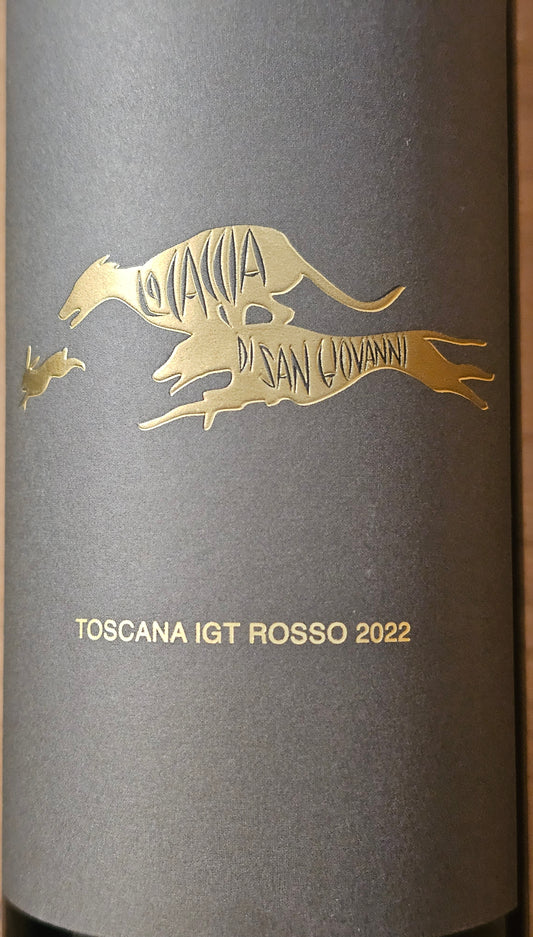 LA CACCIA
DI SAN GIOVANNI
TOSCANA IGT ROSSO 2022